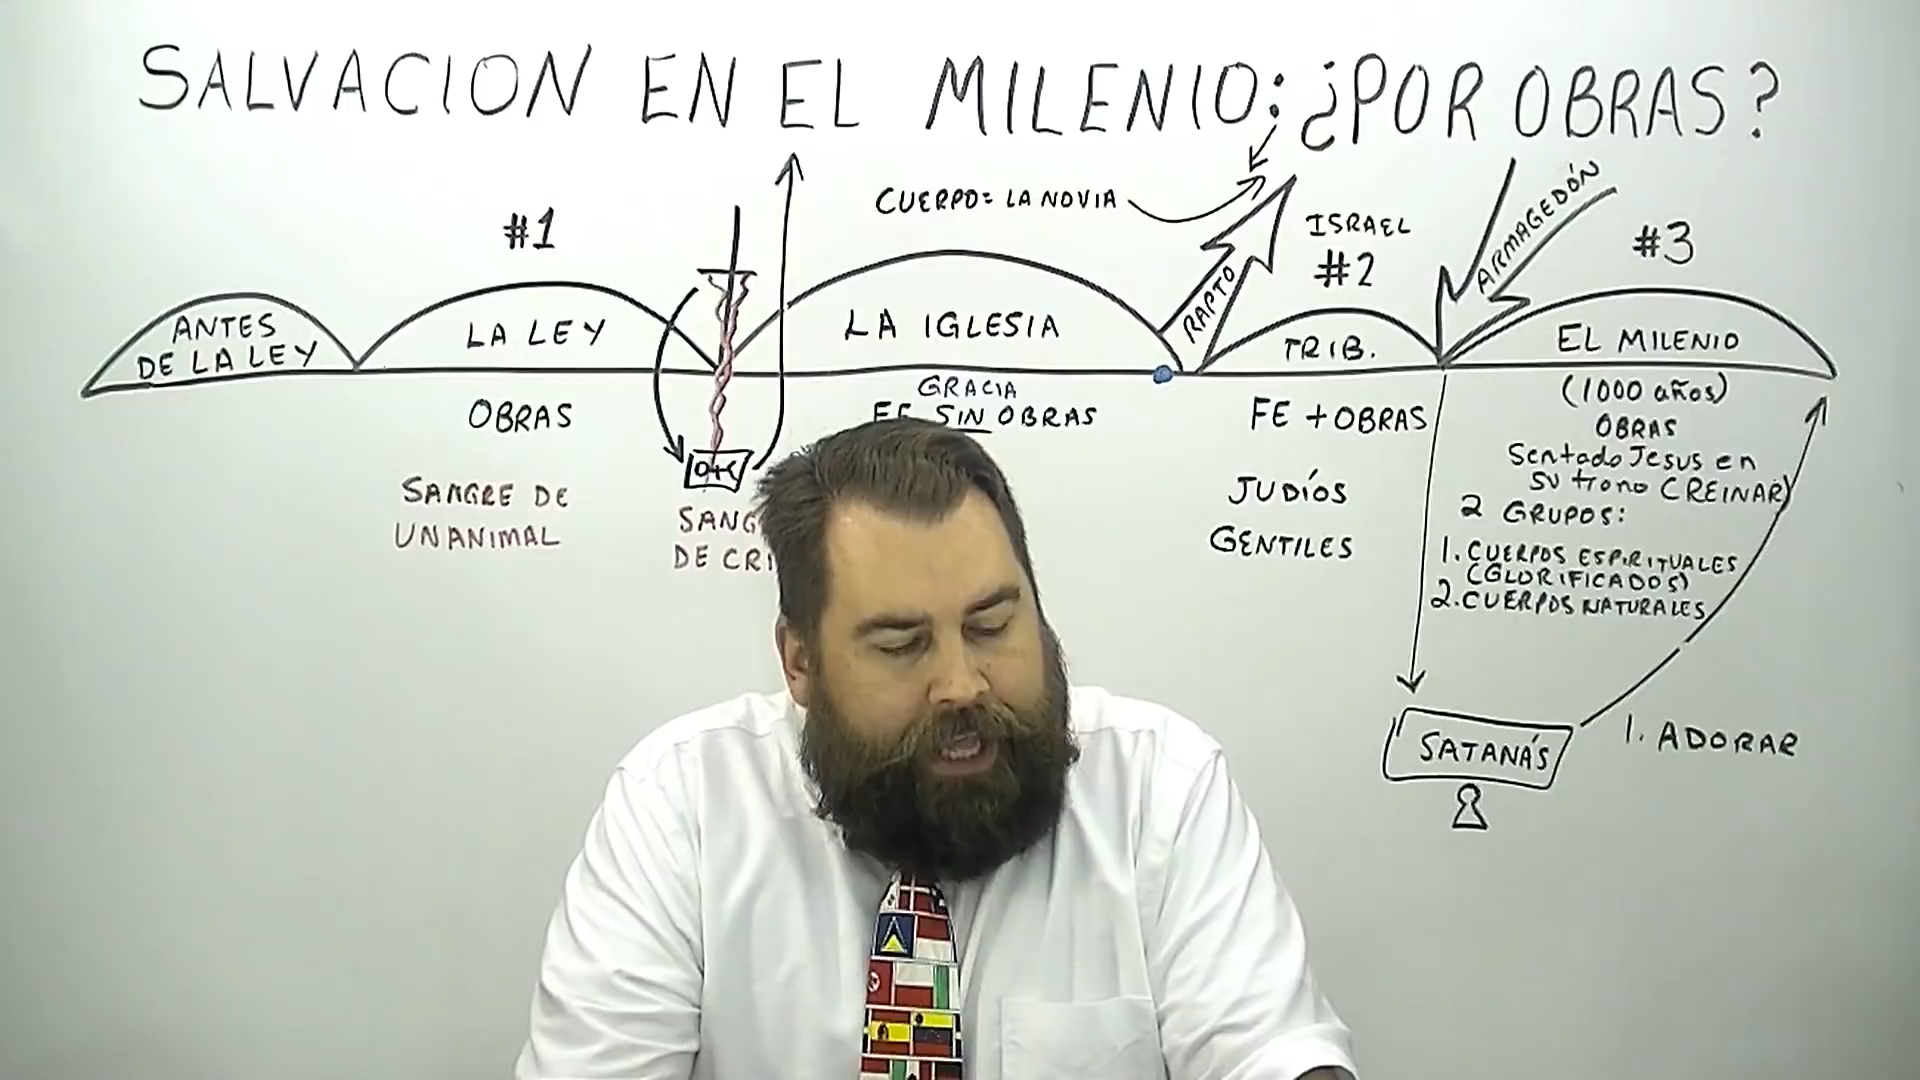 SALVACION EN EL MILENIO: ¿POR OBRAS?
CUERPO= LA NOVIA
#1
ISRAEL
#2
ARMAGEDÓN
#3
RAPTO
ANTES
DE LA LEY
LA LEY
LA IGLESIA
TRIB.
EL MILENIO
OBRAS
GRACIA
SIN OBRAS
FE + OBRAS
(1000 años)
OBRAS
Sentado Jesus en
su trono (REINAR)
2 GRUPOS:
1. CUERPOS ESPIRITUALES
(GLORIFICADOS)
2. CUERPOS NATURALES
SANGRE DE
UN ANIMAL
SANG
DE CRI
JUDÍOS
GENTILES
SATANÁS
1. ADORAR